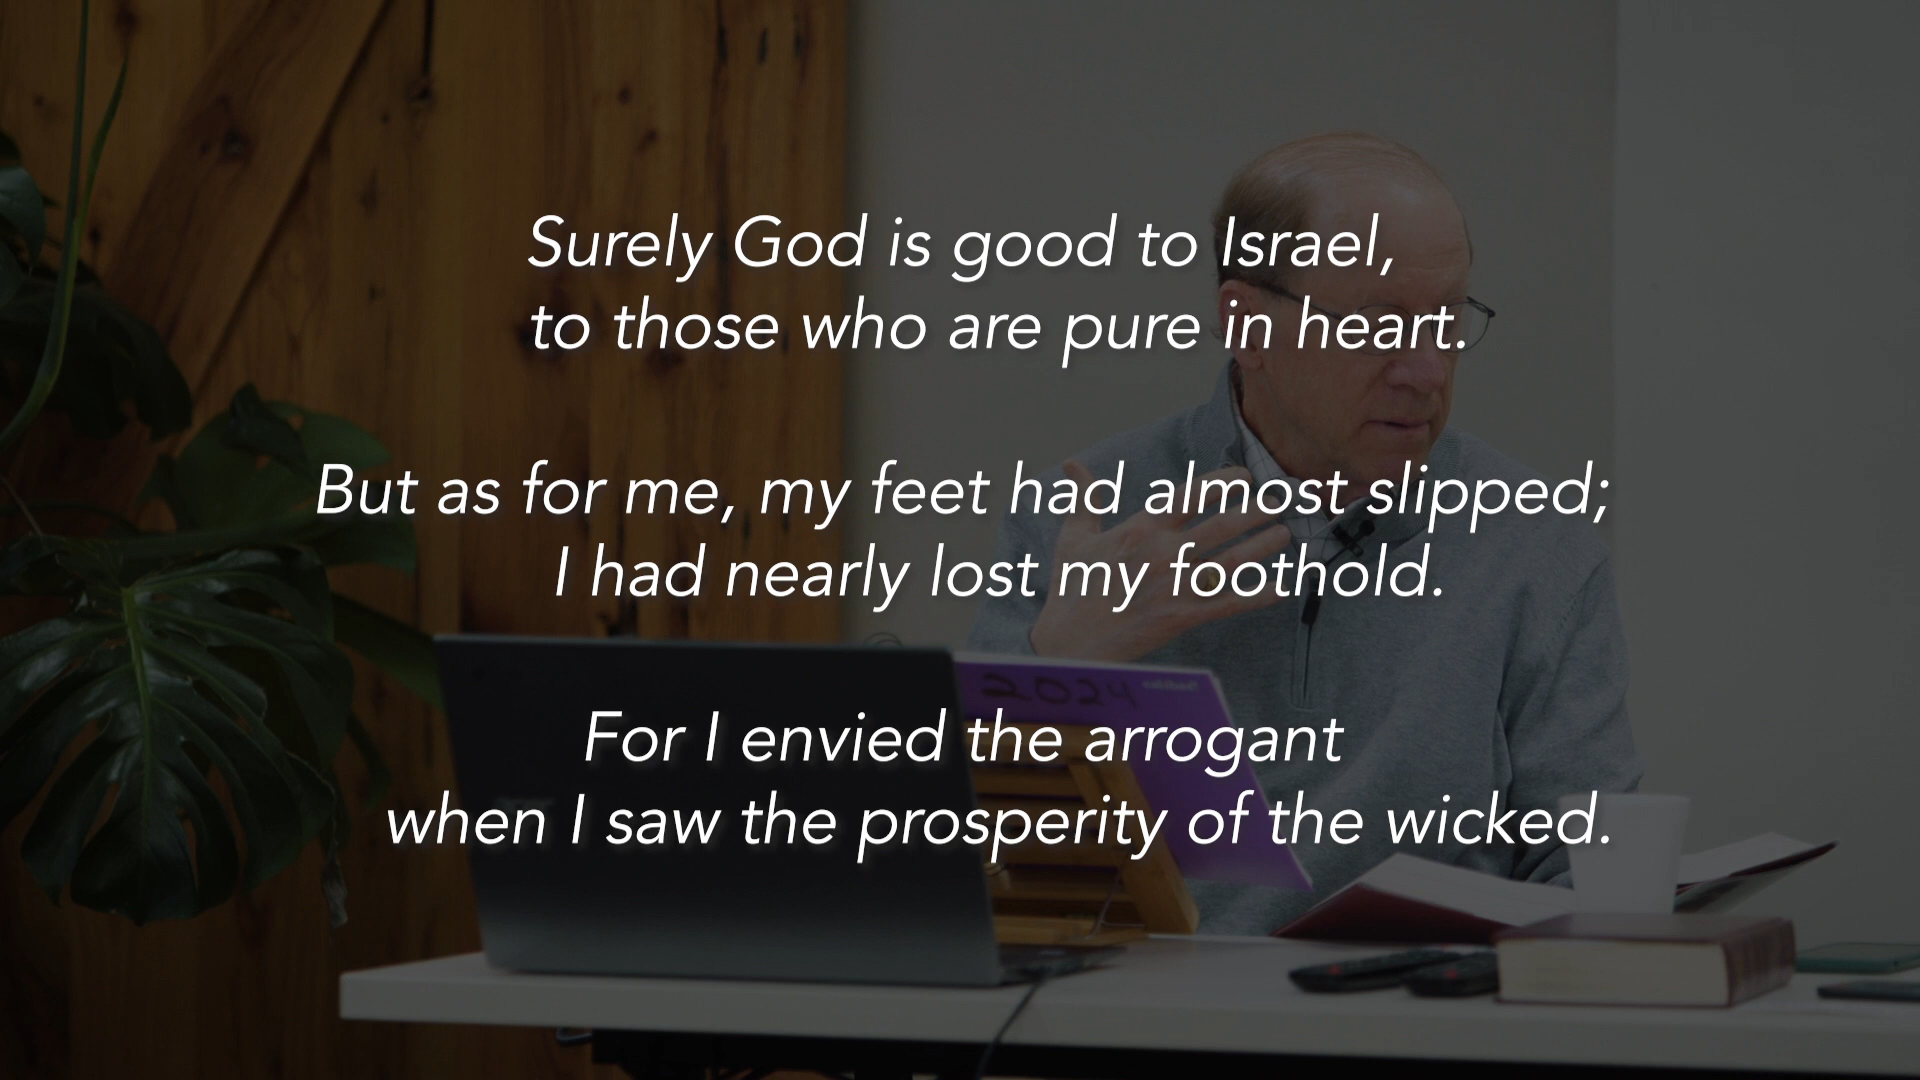 Surely God is good to Israel,
to those who are pure in heart.
But as for me, my feet had almost slipped;
I had nearly lost my foothold.
For I envied the arrogant
when I saw the prosperity of the wicked.
2024